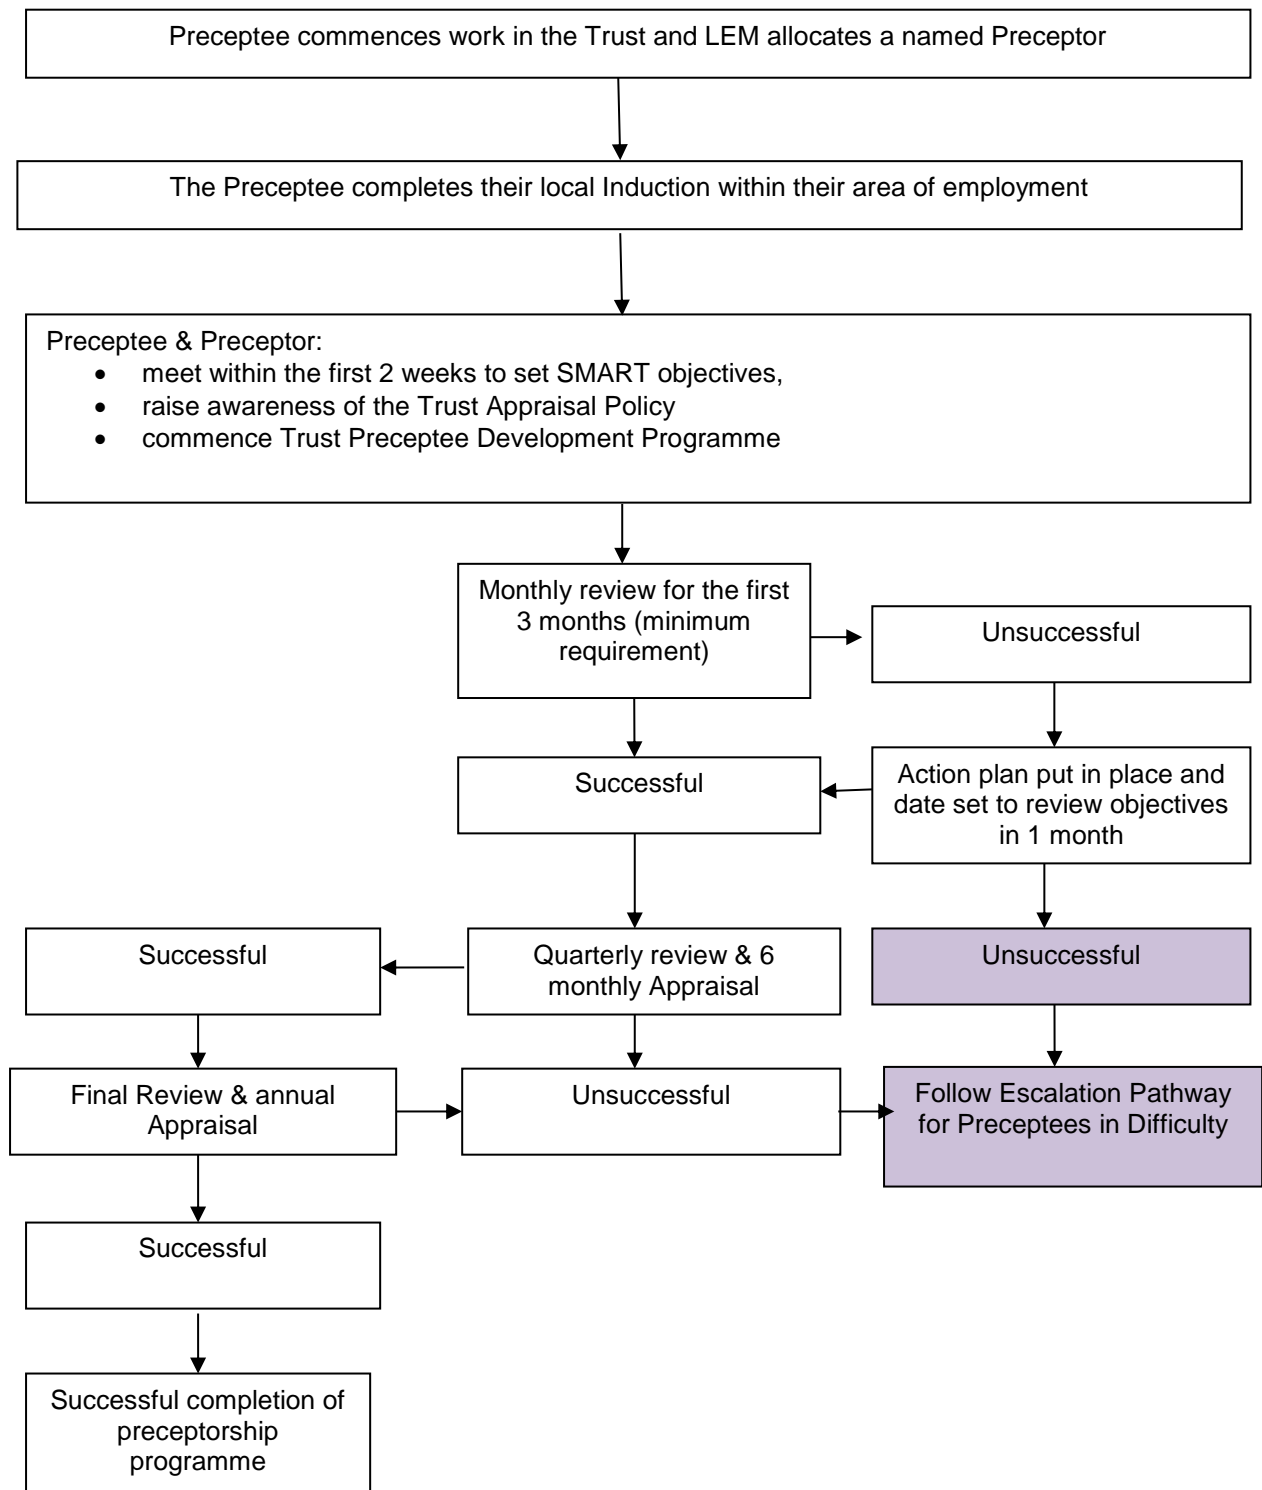 Preceptee commences work in the Trust and LEM allocates a named Preceptor
The Preceptee completes their local Induction within their area of employment
Preceptee & Preceptor:
• meet within the first 2 weeks to set SMART objectives,
• raise awareness of the Trust Appraisal Policy
• commence Trust Preceptee Development Programme
Monthly review for the first
3 months (minimum
requirement)
Unsuccessful
Successful
Action plan put in place and
date set to review objectives
in 1 month
Successful
Quarterly review & 6
monthly Appraisal
Unsuccessful
Final Review & annual
Appraisal
Unsuccessful
Follow Escalation Pathway
for Preceptees in Difficulty
Successful
Successful completion of
preceptorship
programme